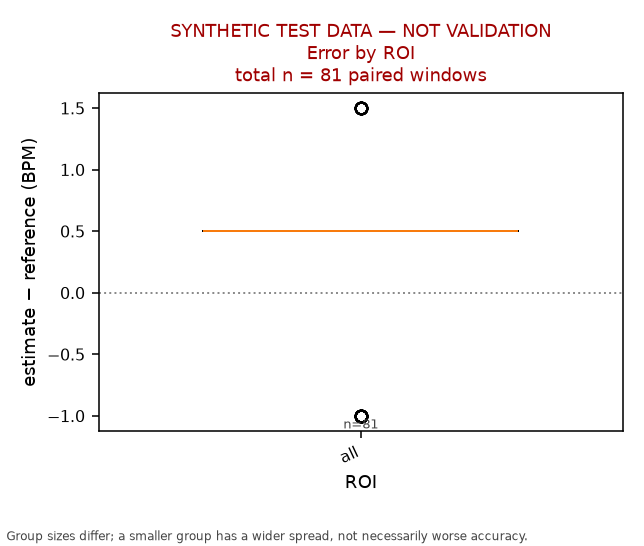 SYNTHETIC TEST DATA — NOT VALIDATION
Error by ROI
total n = 81 paired windows
estimate − reference (BPM)
1.5
1.0
0.5
0.0
−0.5
−1.0
n=81
all
ROI
Group sizes differ; a smaller group has a wider spread, not necessarily worse accuracy.